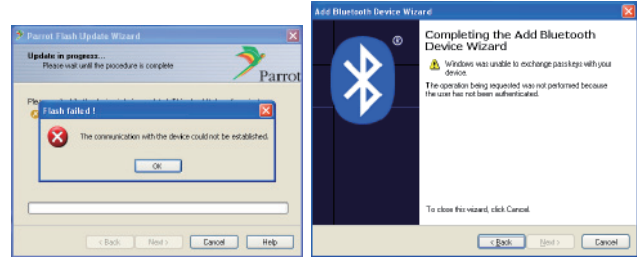 Parrot Flash Update Wizard
Update in progress...
Please wait until the procedure is complete
Parrot
Flash failed !
The communication with the device could not be established.
OK
< Back
Next >
Cancel
Help
Add Bluetooth Device Wizard
®
Completing the Add Bluetooth
Device Wizard
Windows was unable to exchange passkeys with your
device.
The operation being requested was not performed because
the user has not been authenticated.
To close this wizard, click Cancel.
< Back
Next >
Cancel